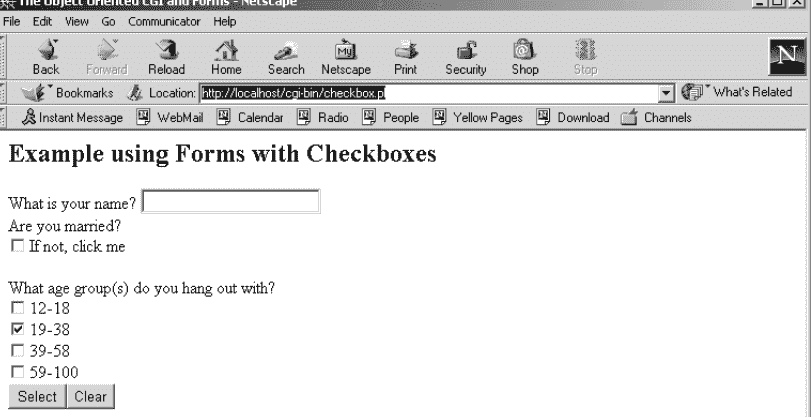 The Object Oriented CGI and Forms - Netscape
File Edit View Go Communicator Help
My
Back Forward Reload Home Search Netscape Print Security Shop Stop
N
Bookmarks Location: http://localhost/cgi-bin/checkbox.p What's Related
Instant Message WebMail Calendar Radio People Yellow Pages Download Channels
Example using Forms with Checkboxes
What is your name?
Are you married?
If not, click me
What age group(s) do you hang out with?
12-18
19-38
39-58
59-100
Select Clear